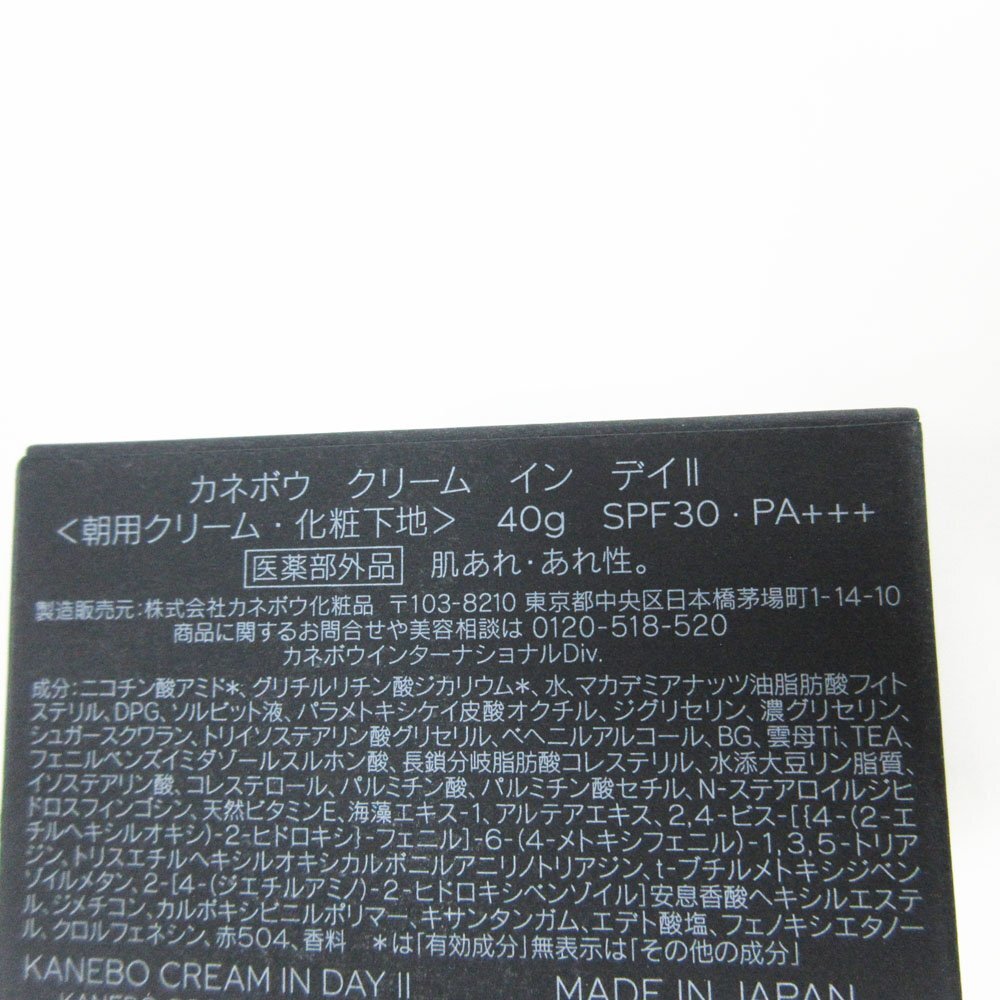 カネボウ クリーム イン デイⅡ
<朝用クリーム・化粧下地> 40g SPF30・PA+++
医薬部外品 肌あれ・あれ性。
製造販売元:株式会社カネボウ化粧品 〒103-8210 東京都中央区日本橋茅場町1-14-10
商品に関するお問合せや美容相談は 0120-518-520
カネボウインターナショナルDiv.
成分:ニコチン酸アミド*、グリチルリチン酸ジカリウム*、水、マカデミアナッツ油脂肪酸フィト
ステリル、DPG、ソルビット液、パラメトキシケイ皮酸オクチル、ジグリセリン、濃グリセリン、
シュガースクワラン、トリイソステアリン酸グリセリル、ベヘニルアルコール、BG、雲母Ti、TEA、
フェニルベンズイミダゾールスルホン酸、長鎖分岐脂肪酸コレステリル、水添大豆リン脂質、
イソステアリン酸、コレステロール、パルミチン酸、パルミチン酸セチル、N-ステアロイルジヒ
ドロスフィンゴシン、天然ビタミンE、海藻エキス-1、アルテアエキス、2,4-ビス-[{4-(2-エ
チルヘキシルオキシ)-2-ヒドロキシ}-フェニル]-6-(4-メトキシフェニル)-1,3,5-トリア
ジン、トリスエチルヘキシルオキシカルボニルアニリノトリアジン、t-ブチルメトキシジベン
ゾイルメタン、2-[4-(ジエチルアミノ)-2-ヒドロキシベンゾイル]安息香酸ヘキシルエステ
ル、ジメチコン、カルボキシビニルポリマー、キサンタンガム、エデト酸塩、フェノキシエタノー
ル、クロルフェネシン、赤504、香料 *は「有効成分」無表示は「その他の成分」
KANEBO CREAM IN DAY Ⅱ MADE IN JAPAN